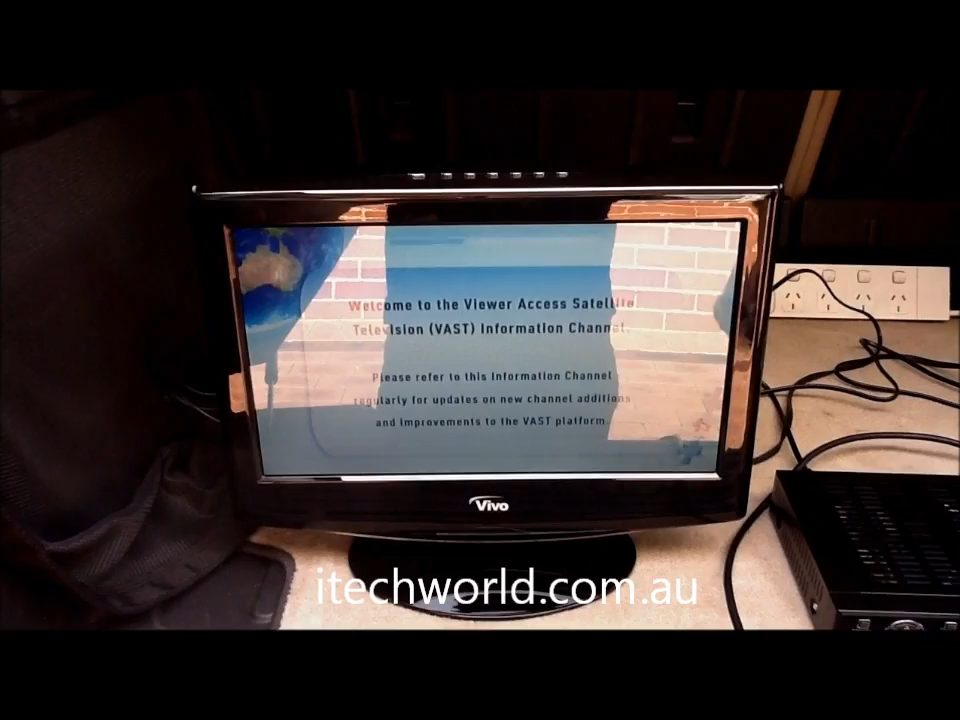 Welcome to the Viewer Access Satellite
Television (VAST) Information Channel.
Please refer to this Information Channel
regularly for updates on new channel additions
and improvements to the VAST platform
Vivo
itechworld.com.au